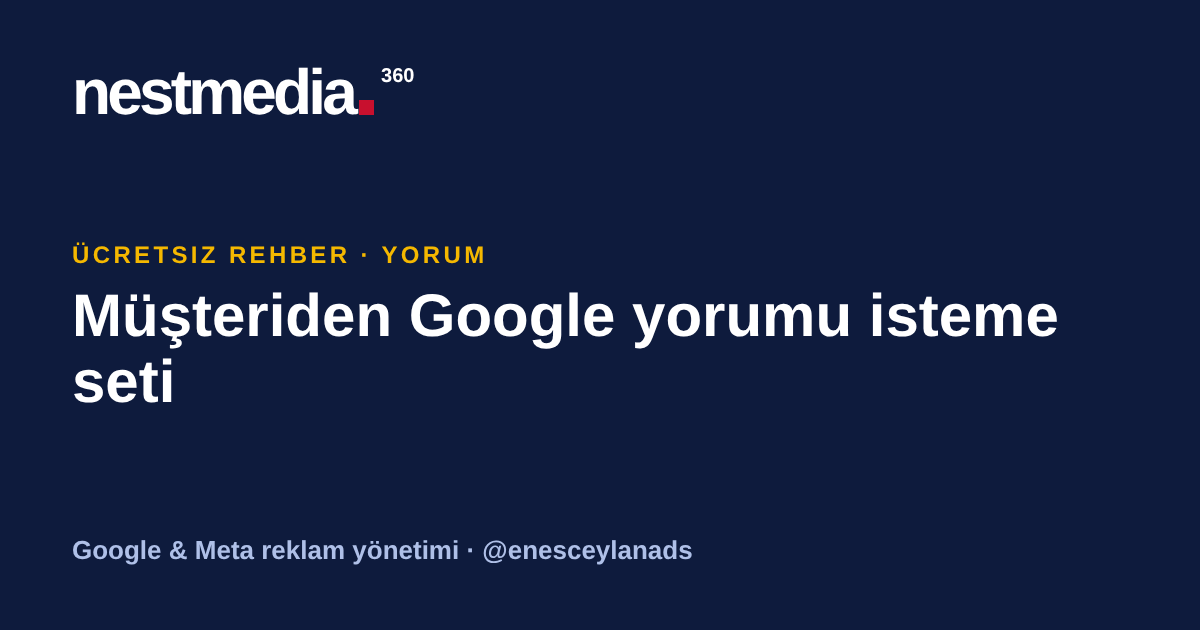 nestmedia. 360
ÜCRETSIZ REHBER · YORUM
Müşteriden Google yorumu isteme
seti
Google & Meta reklam yönetimi · @enesceylanads